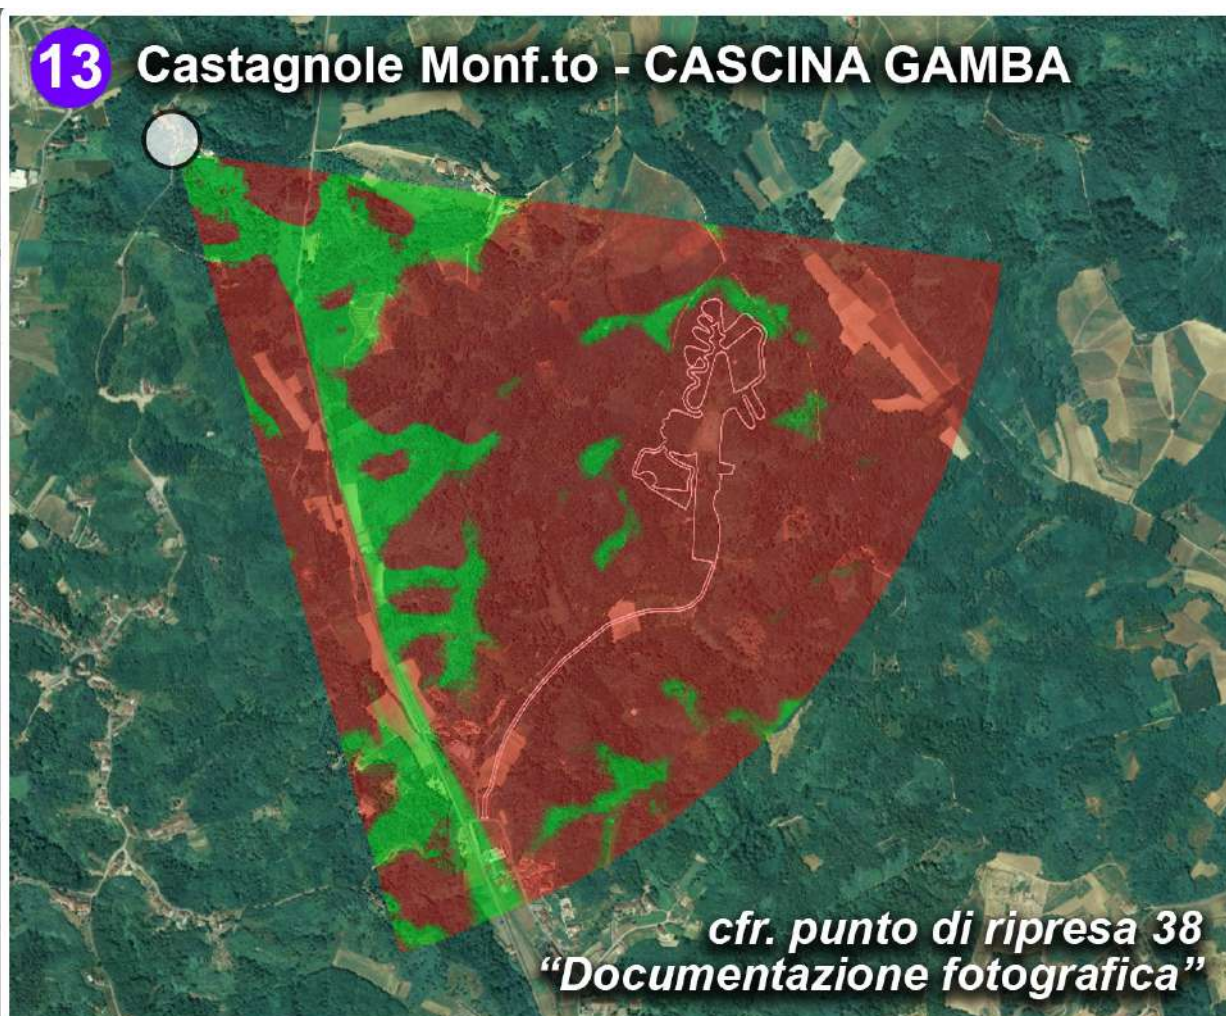 13 Castagnole Monf.to - CASCINA GAMBA
cfr. punto di ripresa 38
“Documentazione fotografica”